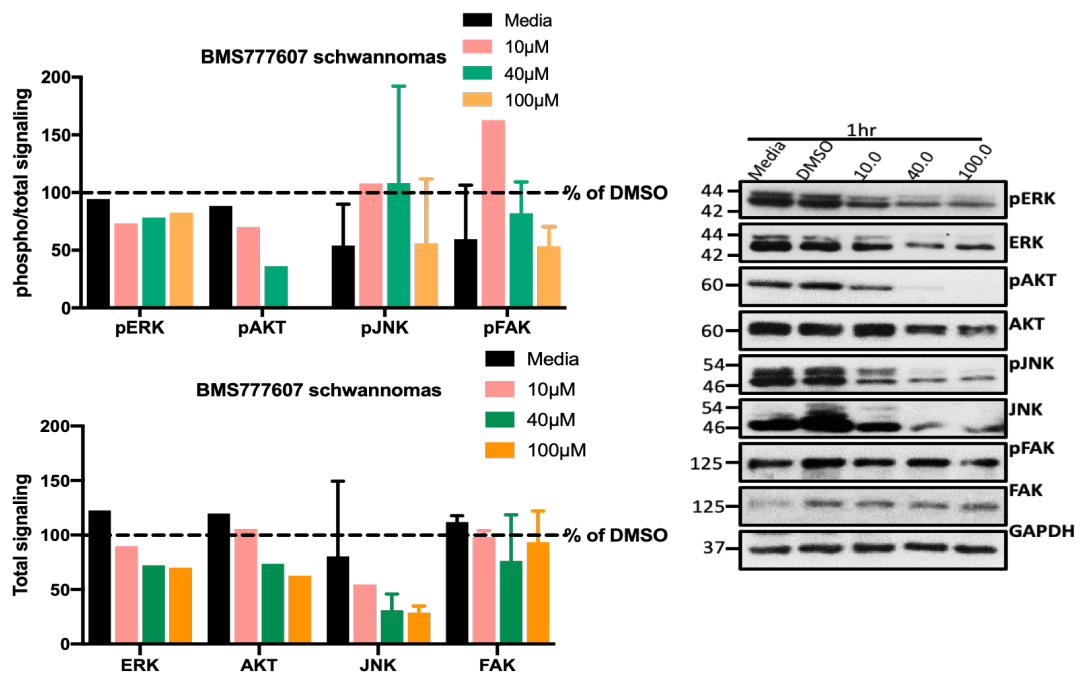 BMS777607 schwannomas
Media
10µM
40µM
100µM
phospho/total signaling
200
150
100
50
0
% of DMSO
pERK pAKT pJNK pFAK
BMS777607 schwannomas
Media
10µM
40µM
100µM
Total signaling
200
150
100
50
0
% of DMSO
ERK AKT JNK FAK
1hr
Media DMSO 10.0 40.0 100.0
44
42
pERK
44
42
ERK
60
pAKT
60
AKT
54
46
pJNK
54
46
JNK
125
pFAK
125
FAK
37
GAPDH